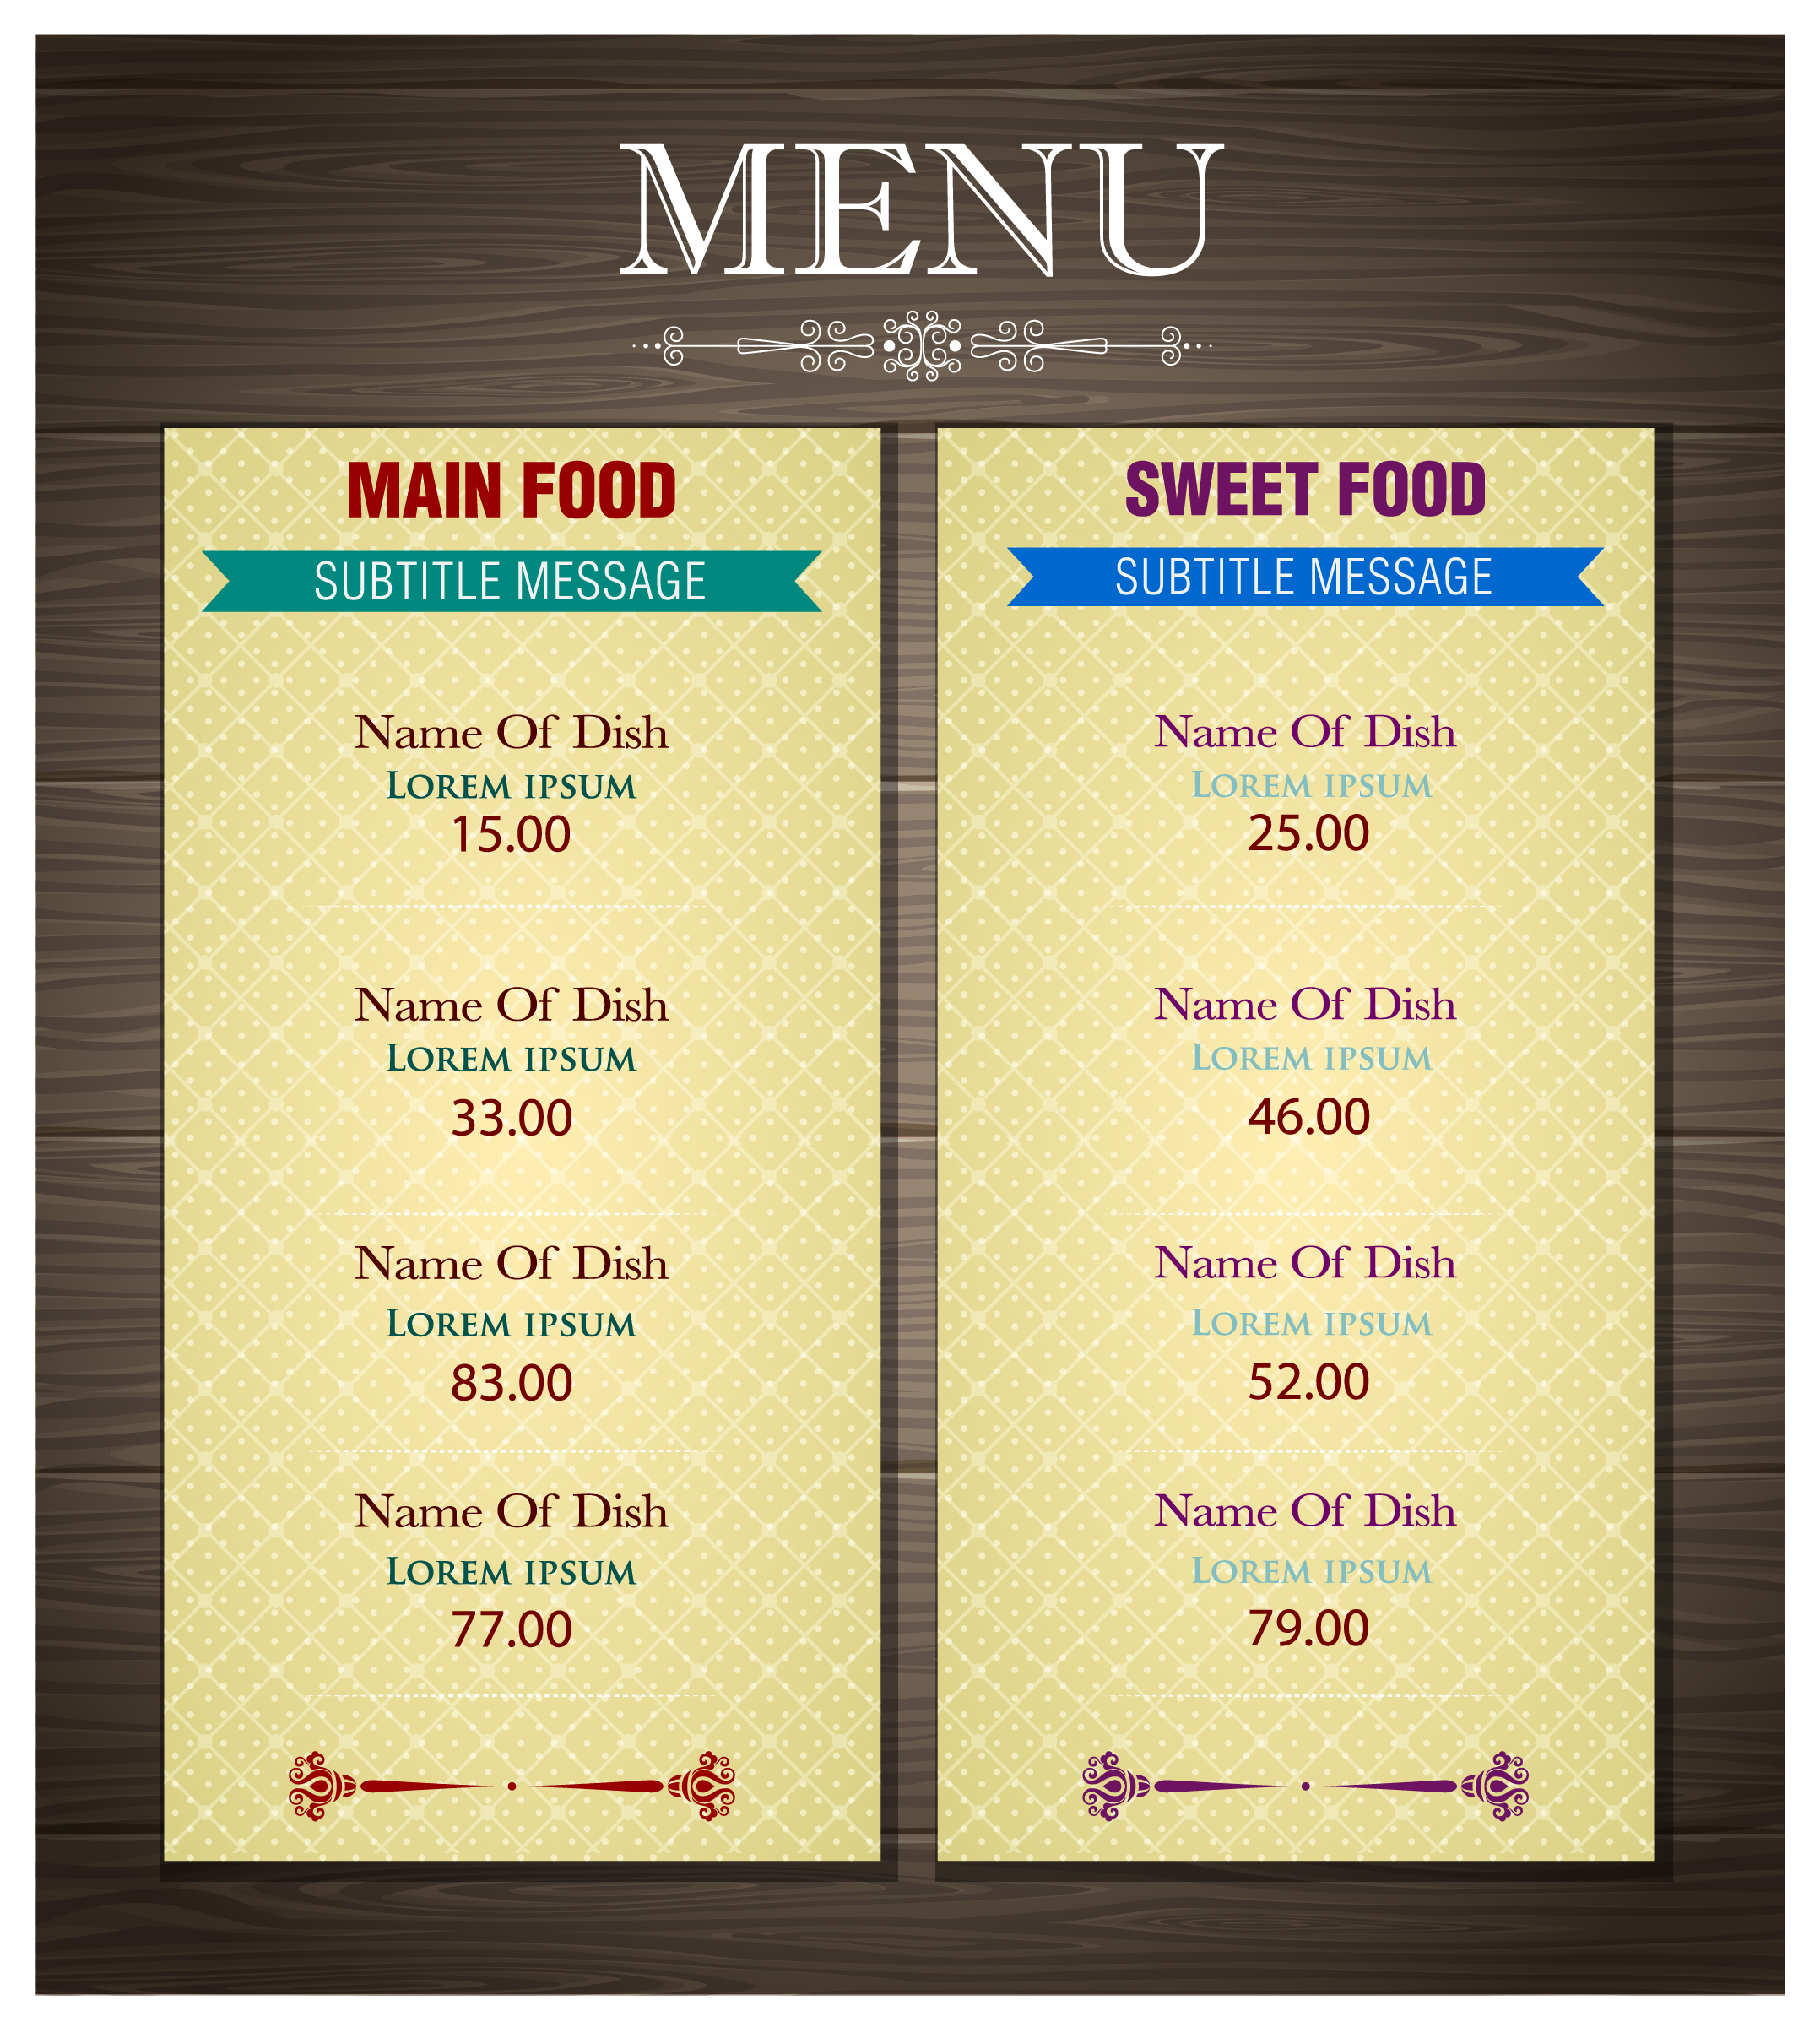 MENU
MAIN FOOD
SUBTITLE MESSAGE
Name Of Dish
LOREM IPSUM
15.00
Name Of Dish
LOREM IPSUM
33.00
Name Of Dish
LOREM IPSUM
83.00
Name Of Dish
LOREM IPSUM
77.00
SWEET FOOD
SUBTITLE MESSAGE
Name Of Dish
LOREM IPSUM
25.00
Name Of Dish
LOREM IPSUM
46.00
Name Of Dish
LOREM IPSUM
52.00
Name Of Dish
LOREM IPSUM
79.00